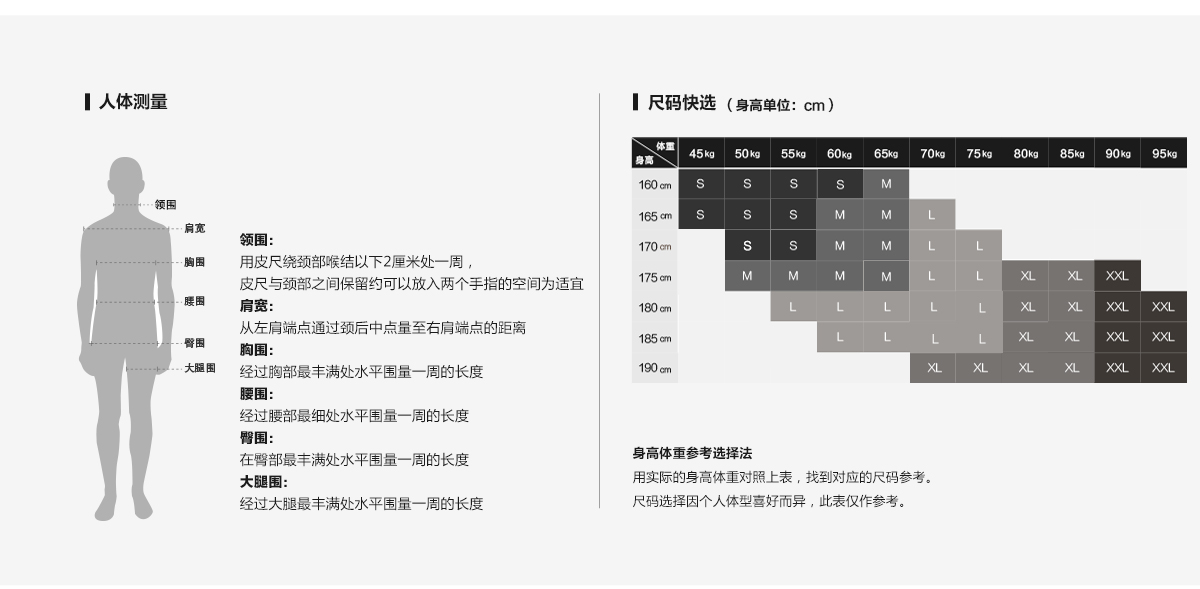 人体测量
领围
肩宽
胸围
腰围
臀围
大腿围
领围:
用皮尺绕颈部喉结以下2厘米处一周，
皮尺与颈部之间保留约可以放入两个手指的空间为适宜
肩宽:
从左肩端点通过颈后中点量至右肩端点的距离
胸围:
经过胸部最丰满处水平围量一周的长度
腰围:
经过腰部最细处水平围量一周的长度
臀围:
在臀部最丰满处水平围量一周的长度
大腿围:
经过大腿最丰满处水平围量一周的长度
尺码快选（身高单位：cm）
体重
身高
45kg 50kg 55kg 60kg 65kg 70kg 75kg 80kg 85kg 90kg 95kg
160cm S S S S M
165cm S S S M M L
170cm S S M M L L
175cm M M M M L L XL XL XXL
180cm L L L L L XL XL XXL XXL
185cm L L L L XL XL XXL XXL
190cm XL XL XL XL XXL XXL
身高体重参考选择法
用实际的身高体重对照上表，找到对应的尺码参考。
尺码选择因个人体型喜好而异，此表仅作参考。